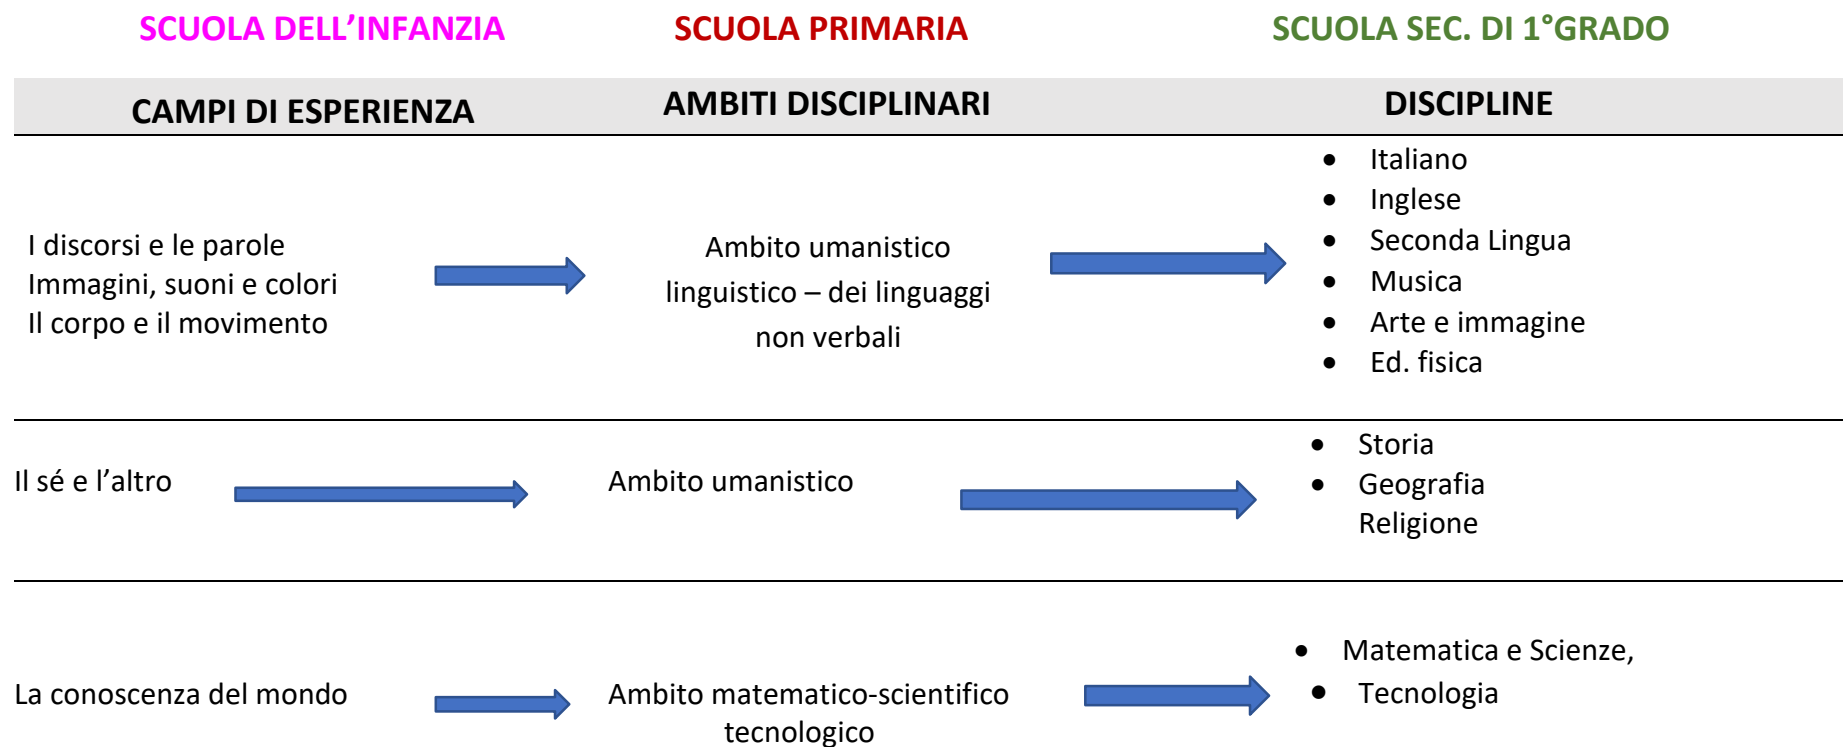 SCUOLA DELL’INFANZIA SCUOLA PRIMARIA SCUOLA SEC. DI 1°GRADO
CAMPI DI ESPERIENZA AMBITI DISCIPLINARI DISCIPLINE
I discorsi e le parole
Immagini, suoni e colori
Il corpo e il movimento
Ambito umanistico
linguistico – dei linguaggi
non verbali
• Italiano
• Inglese
• Seconda Lingua
• Musica
• Arte e immagine
• Ed. fisica
Il sé e l’altro
Ambito umanistico
• Storia
• Geografia
Religione
La conoscenza del mondo
Ambito matematico-scientifico
tecnologico
• Matematica e Scienze,
• Tecnologia